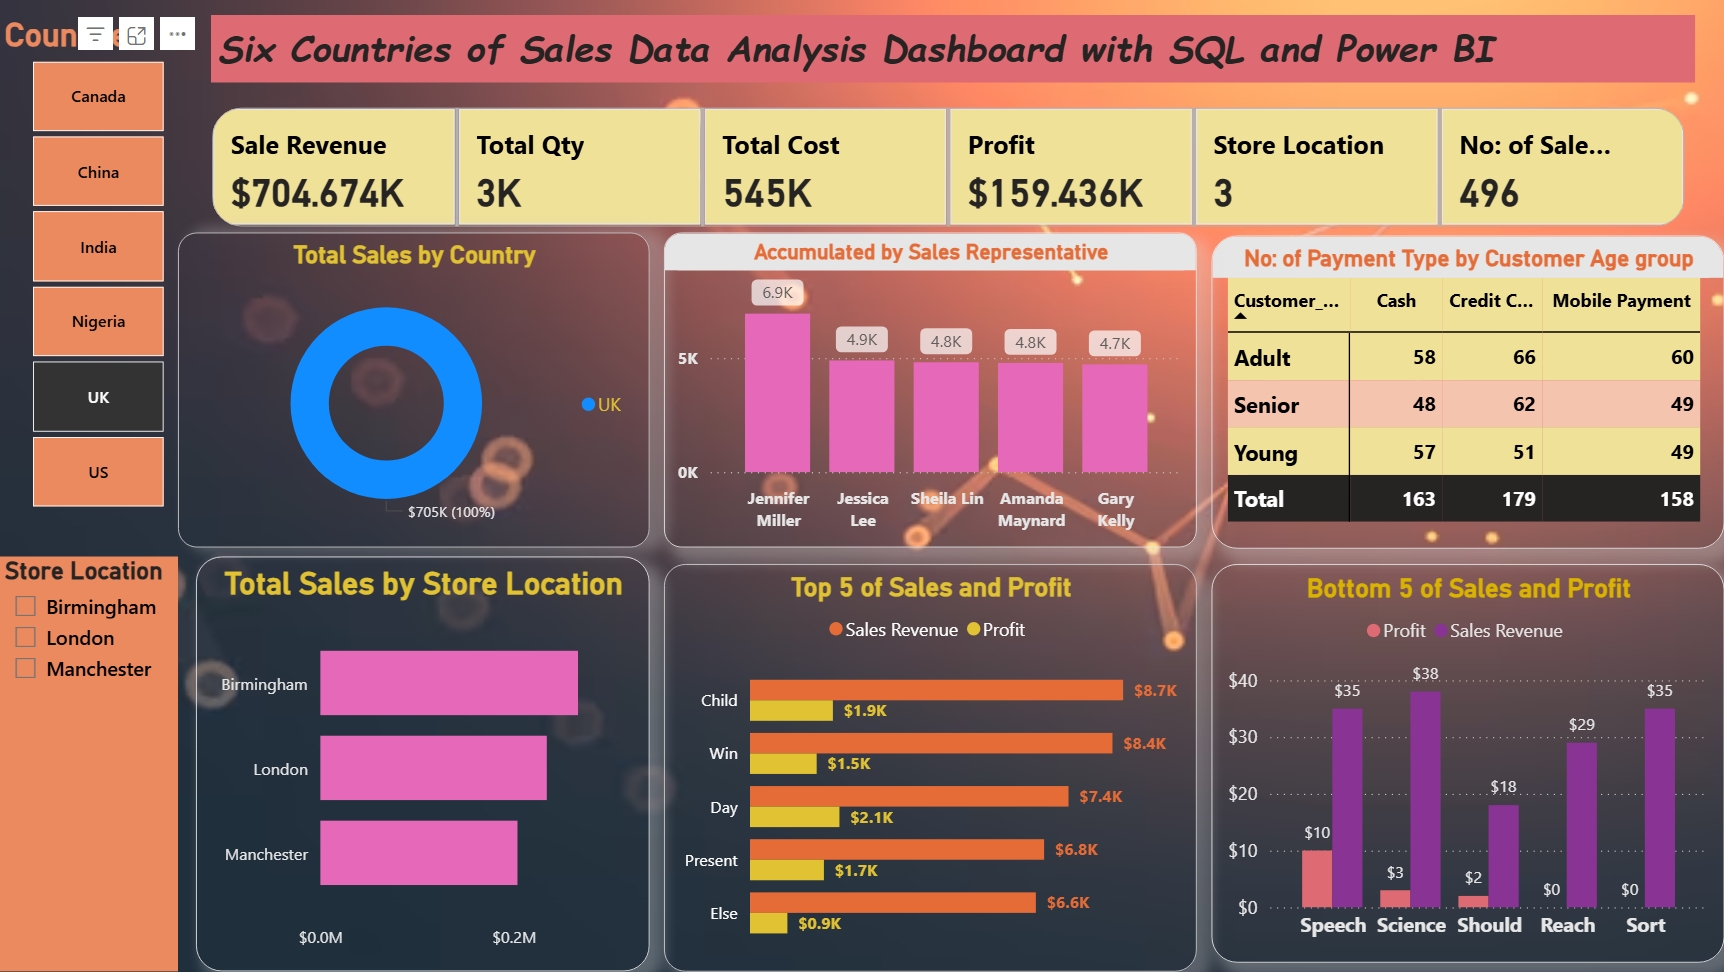 Coun
Six Countries of Sales Data Analysis Dashboard with SQL and Power BI
Canada
China
India
Nigeria
UK
US
Sale Revenue
$704.674K
Total Qty
3K
Total Cost
545K
Profit
$159.436K
Store Location
3
No: of Sale...
496
Total Sales by Country
UK
$705K (100%)
Accumulated by Sales Representative
6.9K
4.9K
4.8K
4.8K
4.7K
5K
0K
Jennifer Miller
Jessica Lee
Sheila Lin
Amanda Maynard
Gary Kelly
No: of Payment Type by Customer Age group
Customer_... Cash Credit C... Mobile Payment
Adult 58 66 60
Senior 48 62 49
Young 57 51 49
Total 163 179 158
Store Location
Birmingham
London
Manchester
Total Sales by Store Location
Birmingham
London
Manchester
$0.0M $0.2M
Top 5 of Sales and Profit
Sales Revenue Profit
Child $8.7K
$1.9K
Win $8.4K
$1.5K
Day $7.4K
$2.1K
Present $6.8K
$1.7K
Else $6.6K
$0.9K
Bottom 5 of Sales and Profit
Profit Sales Revenue
$40
$30
$20
$10
$0
$10 $35
$3 $38
$2 $18
$0 $29
$0 $35
Speech Science Should Reach Sort